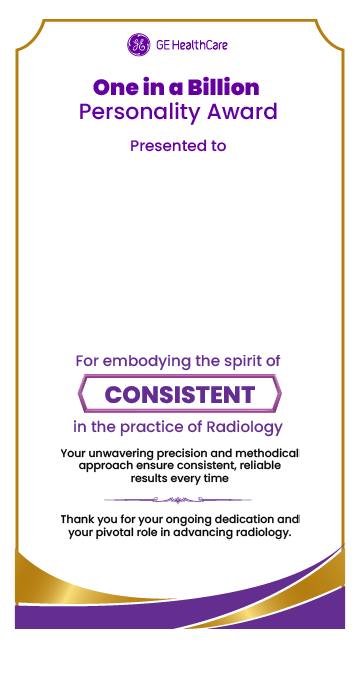 GE HealthCare
One in a Billion
Personality Award
Presented to
For embodying the spirit of
CONSISTENT
in the practice of Radiology
Your unwavering precision and methodical
approach ensure consistent, reliable
results every time
Thank you for your ongoing dedication and
your pivotal role in advancing radiology.